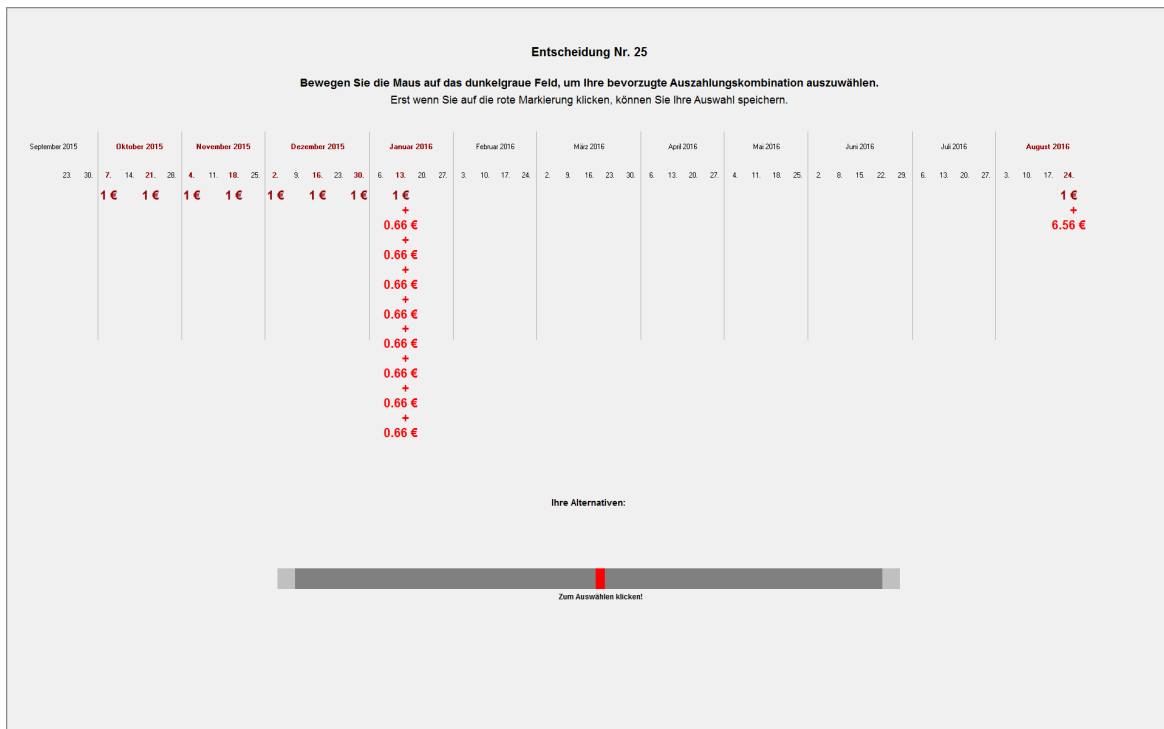 Entscheidung Nr. 25
Bewegen Sie die Maus auf das dunkelgraue Feld, um Ihre bevorzugte Auszahlungskombination auszuwählen.
Erst wenn Sie auf die rote Markierung klicken, können Sie Ihre Auswahl speichern.
September 2015 Oktober 2015 November 2015 Dezember 2015 Januar 2016 Februar 2016 März 2016 April 2016 Mai 2016 Juni 2016 Juli 2016 August 2016
23. 30. 7. 14. 21. 28. 4. 11. 18. 25. 2. 9. 16. 23. 30. 6. 13. 20. 27. 3. 10. 17. 24. 2. 9. 16. 23. 30. 6. 13. 20. 27. 4. 11. 18. 25. 2. 8. 15. 22. 29. 6. 13. 20. 27. 3. 10. 17. 24.
1 € 1 € 1 € 1 € 1 € 1 € 1 € 1 € 1 €
+ +
0.66 € 6.56 €
+
0.66 €
+
0.66 €
+
0.66 €
+
0.66 €
+
0.66 €
+
0.66 €
+
0.66 €
Ihre Alternativen:
Zum Auswählen klicken!